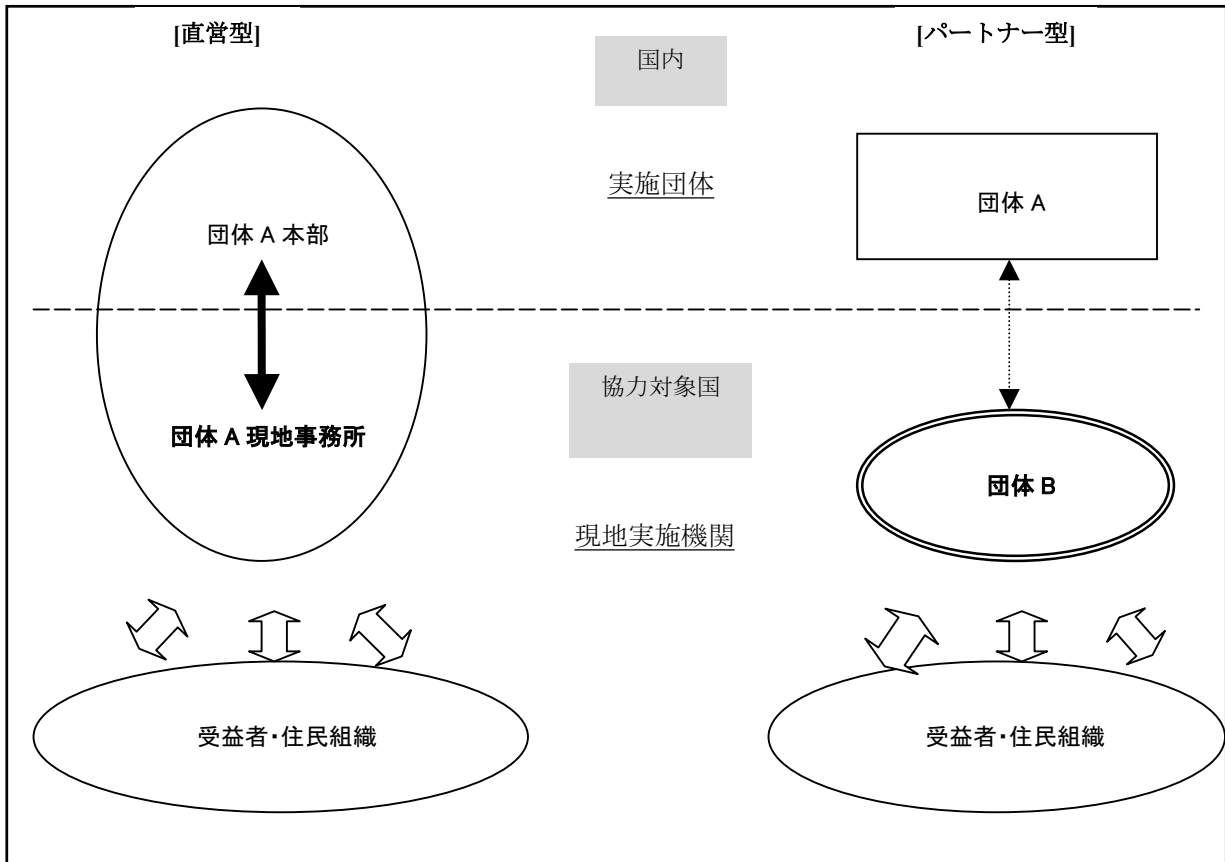 [直営型]
国内
[パートナー型]
実施団体
団体 A 本部
団体 A
協力対象国
団体 A 現地事務所
団体 B
現地実施機関
受益者・住民組織
受益者・住民組織